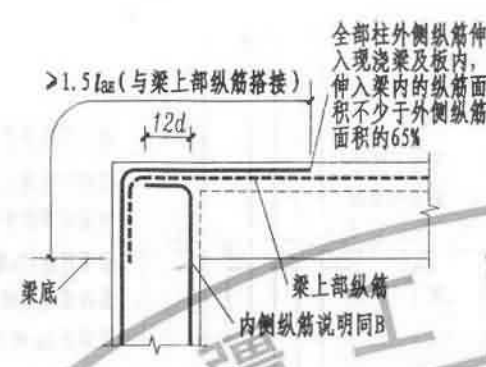 全部柱外侧纵筋伸
入现浇梁及板内,
伸入梁内的纵筋面
积不少于外侧纵筋
面积的65%
≥1.5laE(与梁上部纵筋搭接)
12d
梁底
梁上部纵筋
内侧纵筋说明同B
工